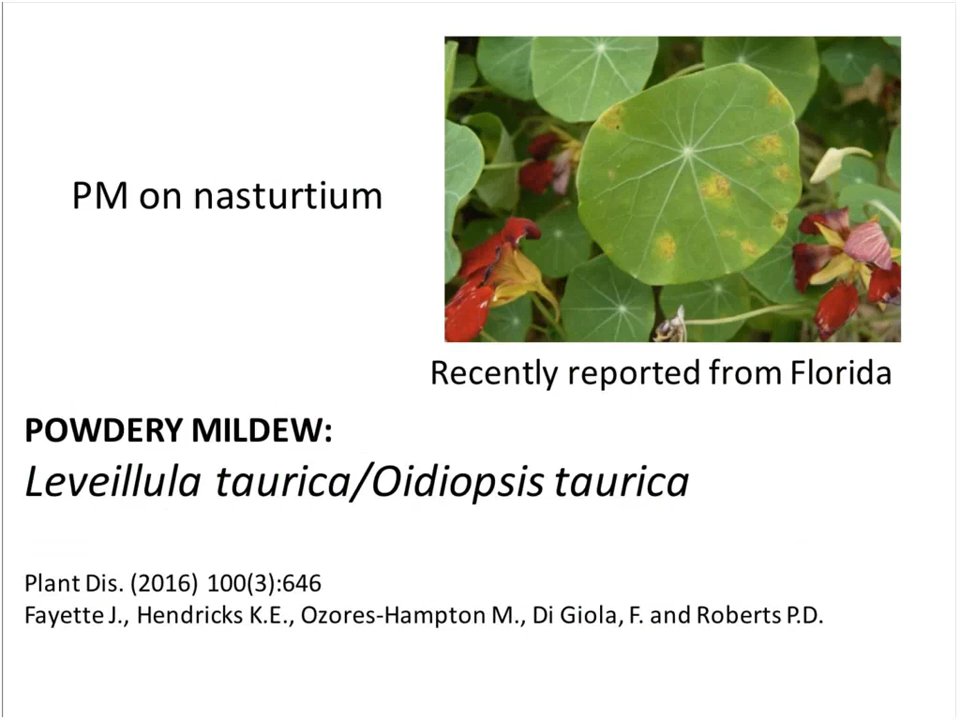 PM on nasturtium
Recently reported from Florida
POWDERY MILDEW:
Leveillula taurica/Oidiopsis taurica
Plant Dis. (2016) 100(3):646
Fayette J., Hendricks K.E., Ozores-Hampton M., Di Giola, F. and Roberts P.D.